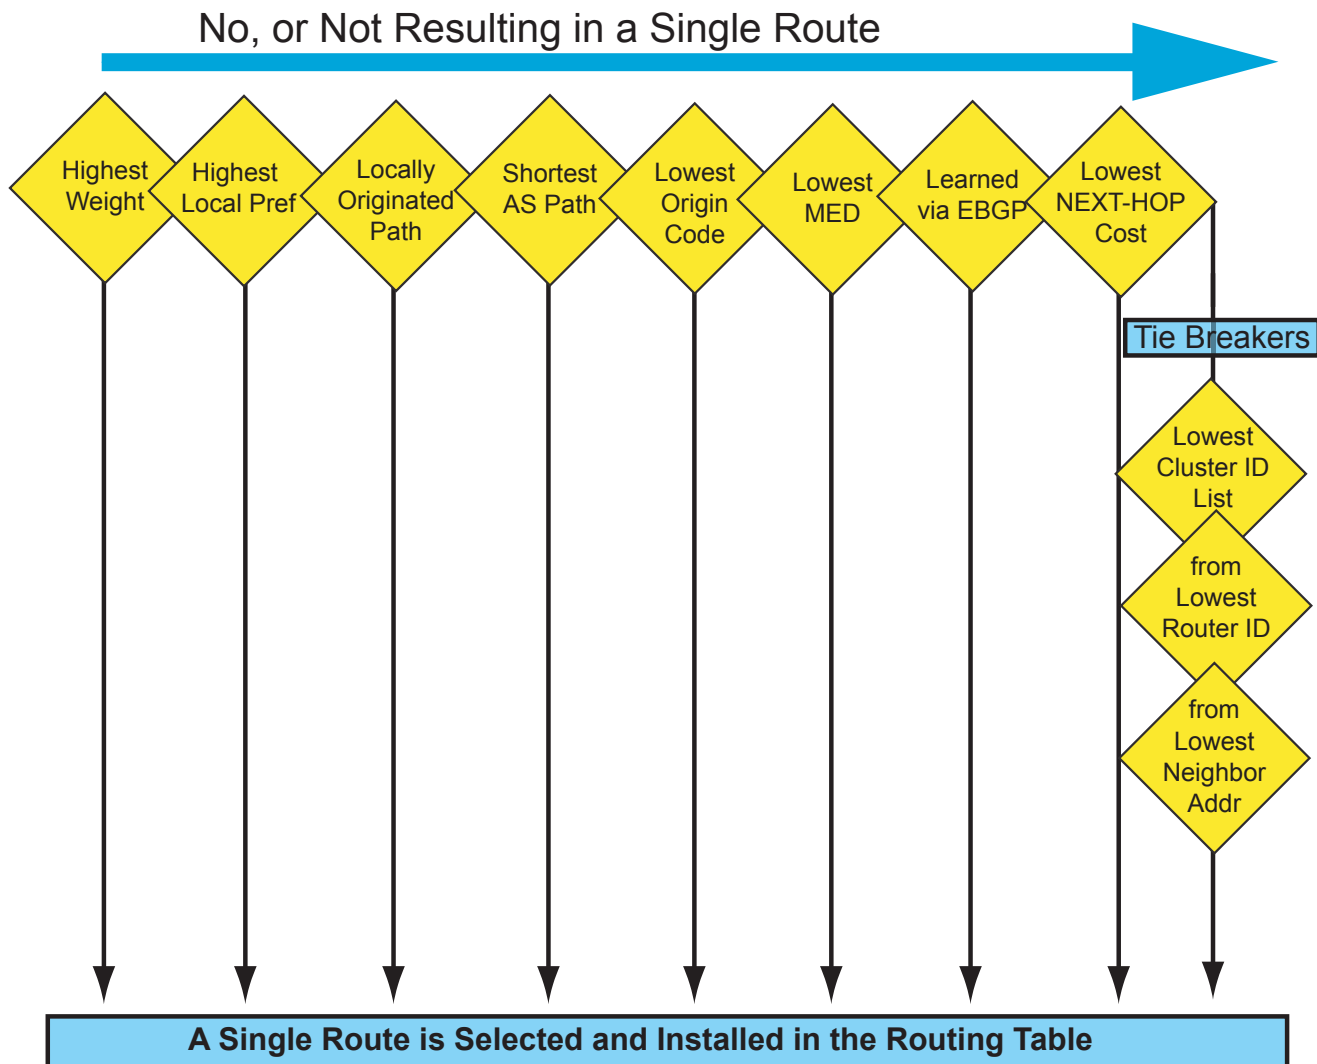 No, or Not Resulting in a Single Route
Highest
Weight
Highest
Local Pref
Locally
Originated
Path
Shortest
AS Path
Lowest
Origin
Code
Lowest
MED
Learned
via EBGP
Lowest
NEXT-HOP
Cost
Tie Breakers
Lowest
Cluster ID
List
from
Lowest
Router ID
from
Lowest
Neighbor
Addr
A Single Route is Selected and Installed in the Routing Table